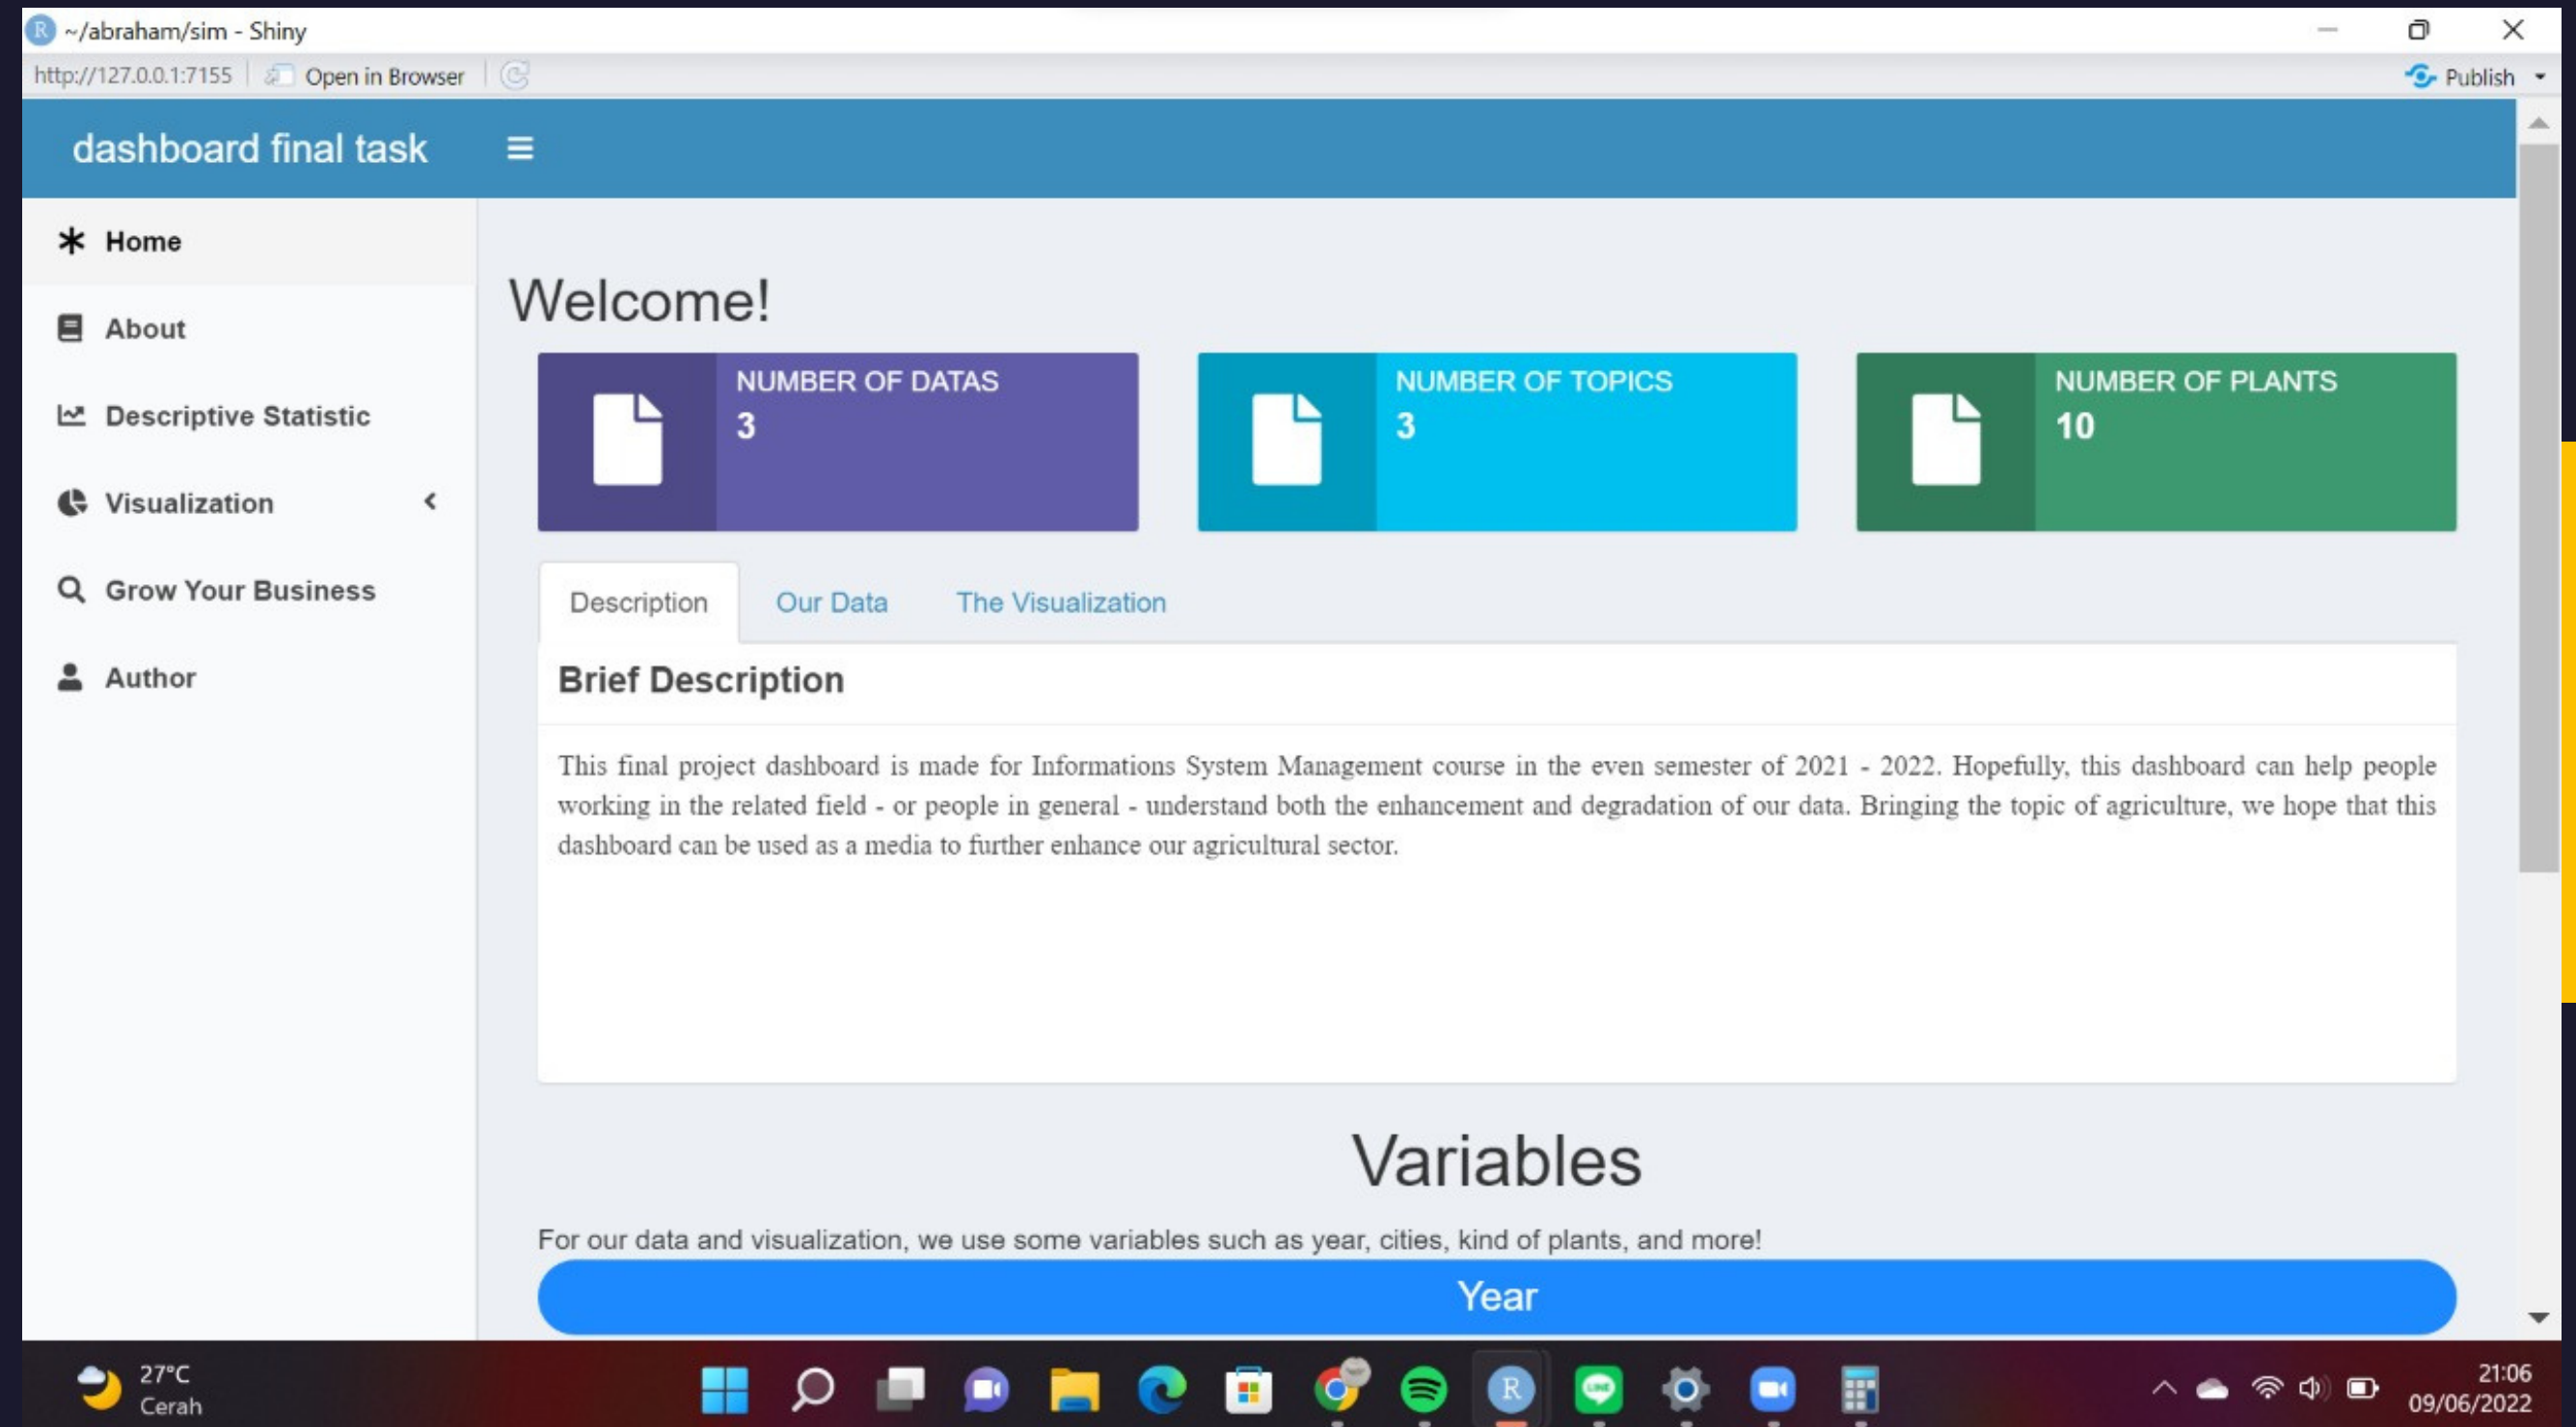 R ~/abraham/sim - Shiny
http://127.0.0.1:7155 Open in Browser Publish
dashboard final task
Home
About
Descriptive Statistic
Visualization
Grow Your Business
Author
Welcome!
NUMBER OF DATAS
3
NUMBER OF TOPICS
3
NUMBER OF PLANTS
10
Description Our Data The Visualization
Brief Description
This final project dashboard is made for Informations System Management course in the even semester of 2021 - 2022. Hopefully, this dashboard can help people
working in the related field - or people in general - understand both the enhancement and degradation of our data. Bringing the topic of agriculture, we hope that this
dashboard can be used as a media to further enhance our agricultural sector.
Variables
For our data and visualization, we use some variables such as year, cities, kind of plants, and more!
Year
27°C
Cerah
R
LINE
21:06
09/06/2022